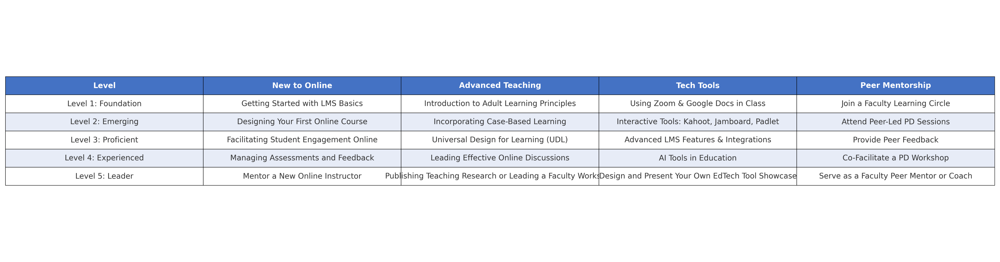 Level New to Online Advanced Teaching Tech Tools Peer Mentorship
Level 1: Foundation Getting Started with LMS Basics Introduction to Adult Learning Principles Using Zoom & Google Docs in Class Join a Faculty Learning Circle
Level 2: Emerging Designing Your First Online Course Incorporating Case-Based Learning Interactive Tools: Kahoot, Jamboard, Padlet Attend Peer-Led PD Sessions
Level 3: Proficient Facilitating Student Engagement Online Universal Design for Learning (UDL) Advanced LMS Features & Integrations Provide Peer Feedback
Level 4: Experienced Managing Assessments and Feedback Leading Effective Online Discussions AI Tools in Education Co-Facilitate a PD Workshop
Level 5: Leader Mentor a New Online Instructor Publishing Teaching Research or Leading a Faculty Design and Present Your Own EdTech Tool Showcase Serve as a Faculty Peer Mentor or Coach